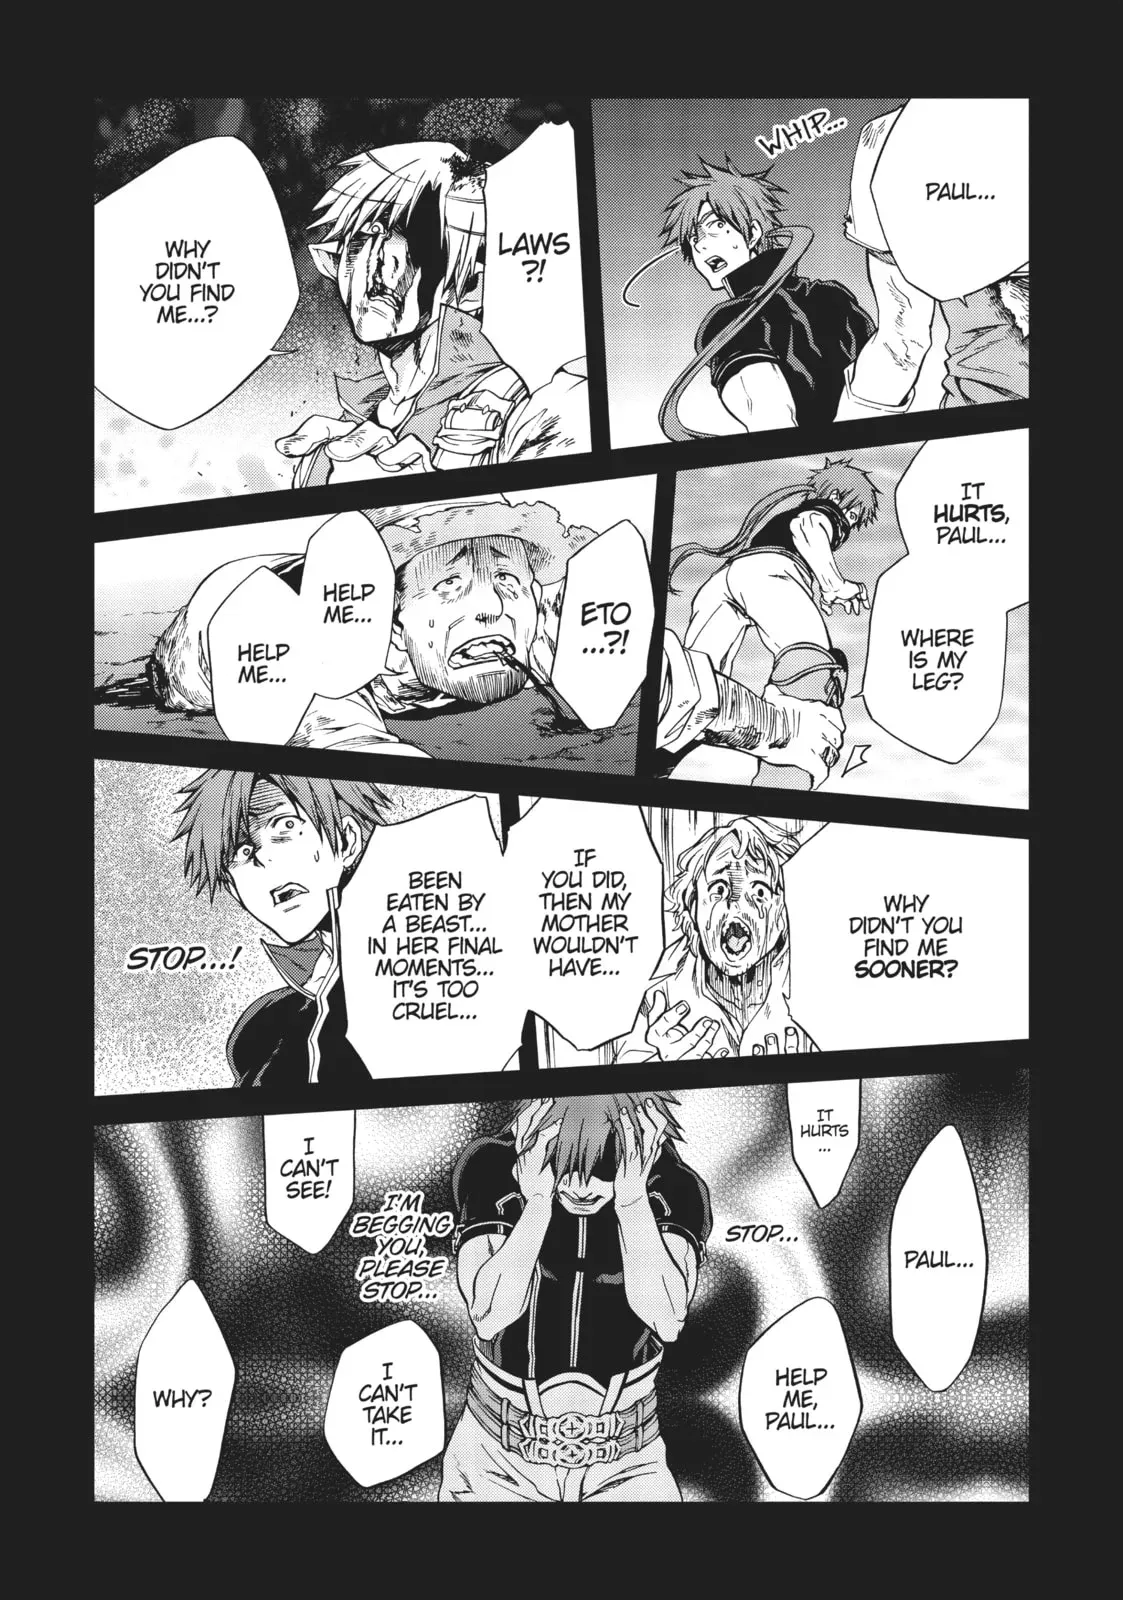 WHIP...
PAUL...
LAWS
?!
WHY
DIDN'T
YOU FIND
ME...?
IT
HURTS,
PAUL...
WHERE
IS MY
LEG?
ETO
...?!
HELP
ME...
HELP
ME...
WHY
DIDN'T YOU
FIND ME
SOONER?
IF
YOU DID,
THEN MY
MOTHER
WOULDN'T
HAVE...
BEEN
EATEN BY
A BEAST...
IN HER FINAL
MOMENTS...
IT'S TOO
CRUEL...
STOP...!
PAUL...
IT
HURTS
...
STOP...
HELP
ME,
PAUL...
I
CAN'T
SEE!
I'M
BEGGING
YOU,
PLEASE
STOP...
I
CAN'T
TAKE
IT...
WHY?